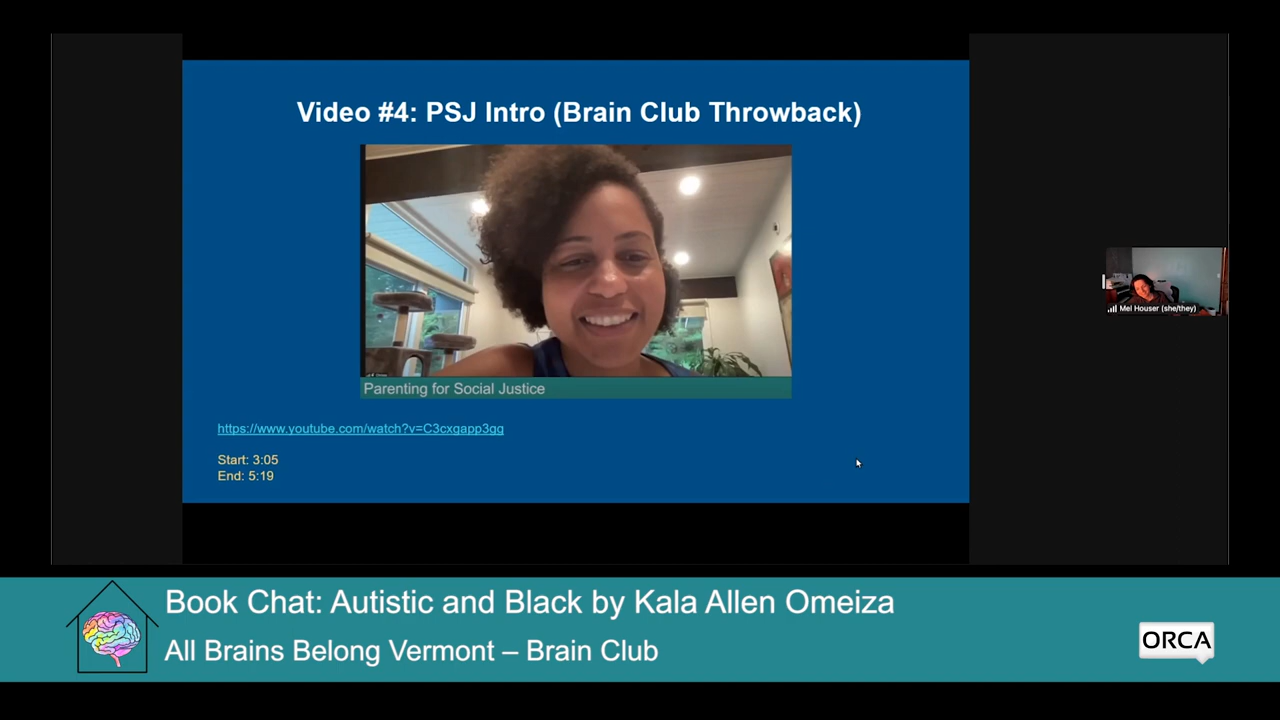 Video #4: PSJ Intro (Brain Club Throwback)
Parenting for Social Justice
https://www.youtube.com/watch?v=C3cxgapp3gg
Start: 3:05
End: 5:19
Mel Houser (she/they)
Book Chat: Autistic and Black by Kala Allen Omeiza
All Brains Belong Vermont – Brain Club
ORCA